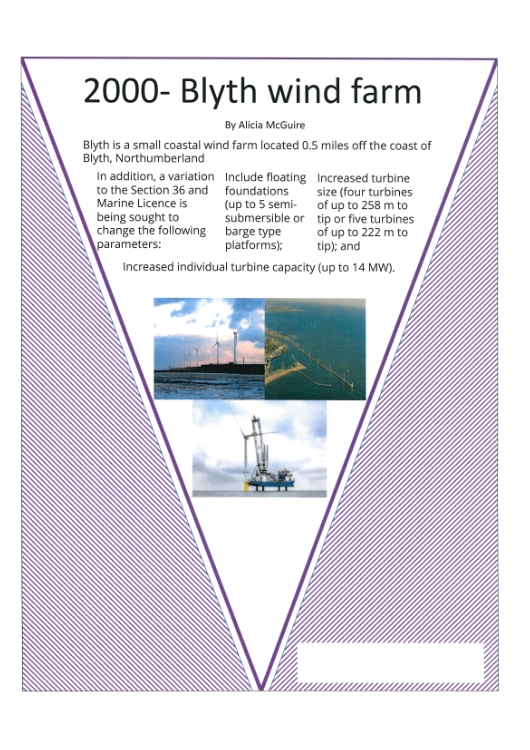 2000- Blyth wind farm
By Alicia McGuire
Blyth is a small coastal wind farm located 0.5 miles off the coast of
Blyth, Northumberland
In addition, a variation
to the Section 36 and
Marine Licence is
being sought to
change the following
parameters:
Include floating
foundations
(up to 5 semi-
submersible or
barge type
platforms);
Increased turbine
size (four turbines
of up to 258 m to
tip or five turbines
of up to 222 m to
tip); and
Increased individual turbine capacity (up to 14 MW).